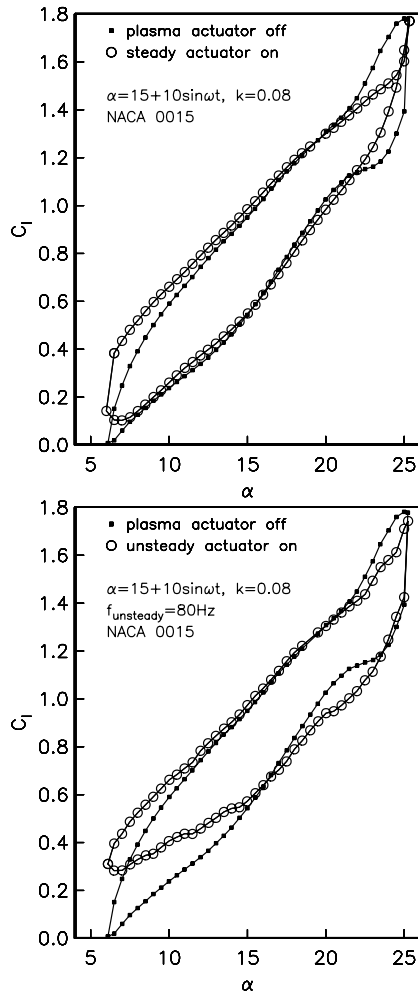 1.8
1.6
1.4
1.2
1.0
0.8
0.6
0.4
0.2
0.0
C_l
■ plasma actuator off
○ steady actuator on
α=15+10sinωt, k=0.08
NACA 0015
5 10 15 20 25
α
1.8
1.6
1.4
1.2
1.0
0.8
0.6
0.4
0.2
0.0
C_l
■ plasma actuator off
○ unsteady actuator on
α=15+10sinωt, k=0.08
f_unsteady=80Hz
NACA 0015
5 10 15 20 25
α